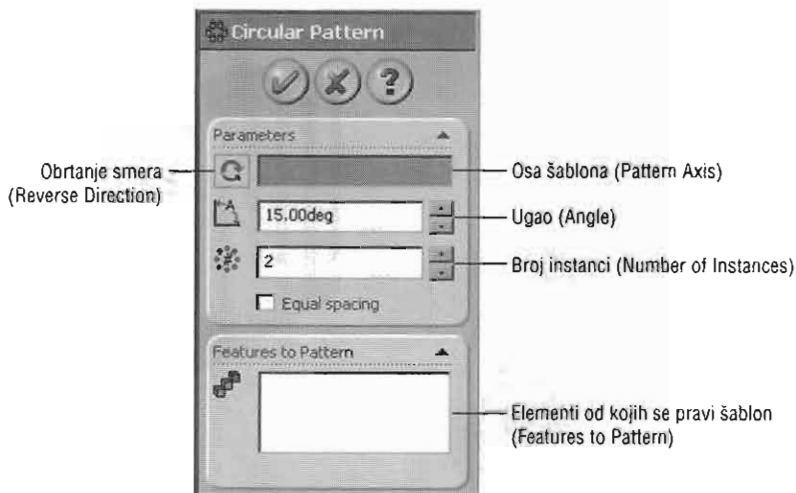 Circular Pattern
?
Parameters
Obrtanje smera
(Reverse Direction)
Osa šablona (Pattern Axis)
15.00deg
Ugao (Angle)
2
Broj instanci (Number of Instances)
Equal spacing
Features to Pattern
Elementi od kojih se pravi šablon
(Features to Pattern)